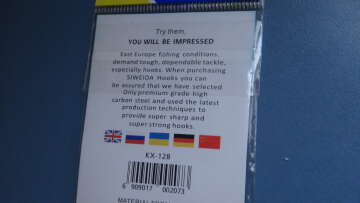 Try them,
YOU WILL BE IMPRESSED
East Europe fishing conditions
demand tough, dependable tackle,
especially hooks. When purchasing
SIWEIDA Hooks you can
be assured that we have selected
Only premium grade high
carbon steel and used the latest
production techniques to
provide super sharp and
super strong hooks.
KX-128
6 909017 002073